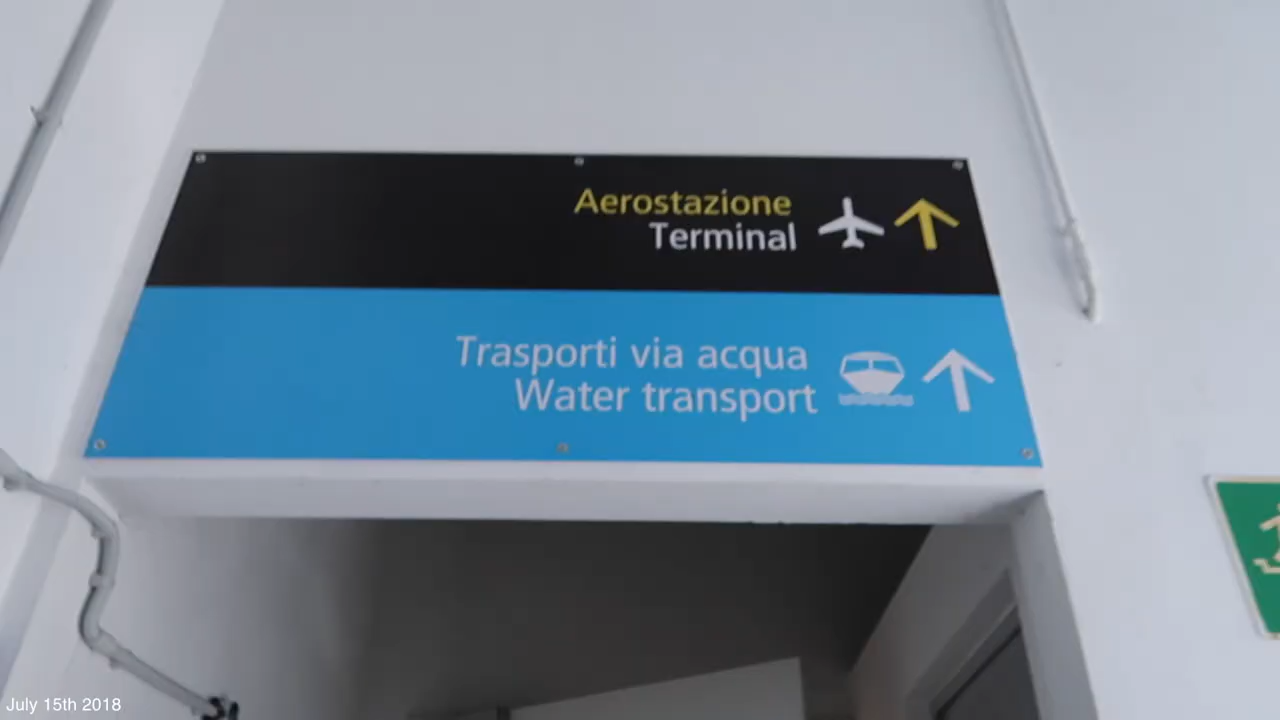 Aerostazione
Terminal
Trasporti via acqua
Water transport
July 15th 2018